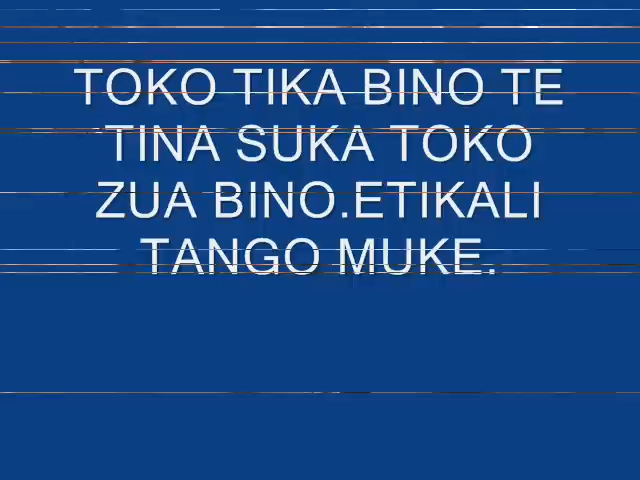 TOKO TIKA BINO TE
TINA SUKA TOKO
ZUA BINO.ETIKALI
TANGO MUKE.